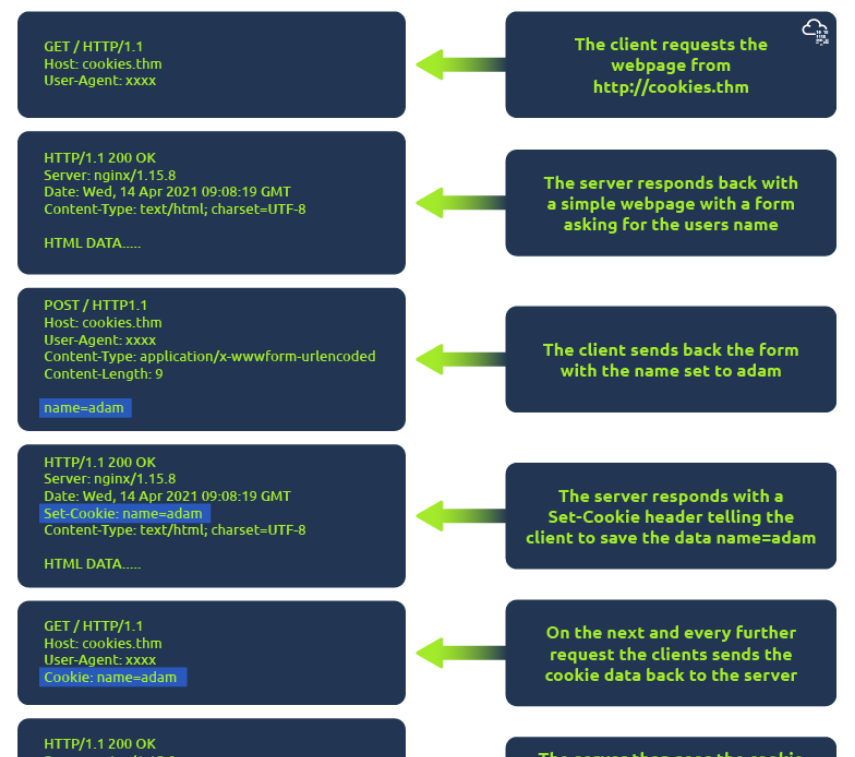 GET / HTTP/1.1
Host: cookies.thm
User-Agent: xxxx
The client requests the
webpage from
http://cookies.thm
HTTP/1.1 200 OK
Server: nginx/1.15.8
Date: Wed, 14 Apr 2021 09:08:19 GMT
Content-Type: text/html; charset=UTF-8
HTML DATA.....
The server responds back with
a simple webpage with a form
asking for the users name
POST / HTTP1.1
Host: cookies.thm
User-Agent: xxxx
Content-Type: application/x-wwwform-urlencoded
Content-Length: 9
name=adam
The client sends back the form
with the name set to adam
HTTP/1.1 200 OK
Server: nginx/1.15.8
Date: Wed, 14 Apr 2021 09:08:19 GMT
Set-Cookie: name=adam
Content-Type: text/html; charset=UTF-8
HTML DATA.....
The server responds with a
Set-Cookie header telling the
client to save the data name=adam
GET / HTTP/1.1
Host: cookies.thm
User-Agent: xxxx
Cookie: name=adam
On the next and every further
request the clients sends the
cookie data back to the server
HTTP/1.1 200 OK
The server then sees the cookie